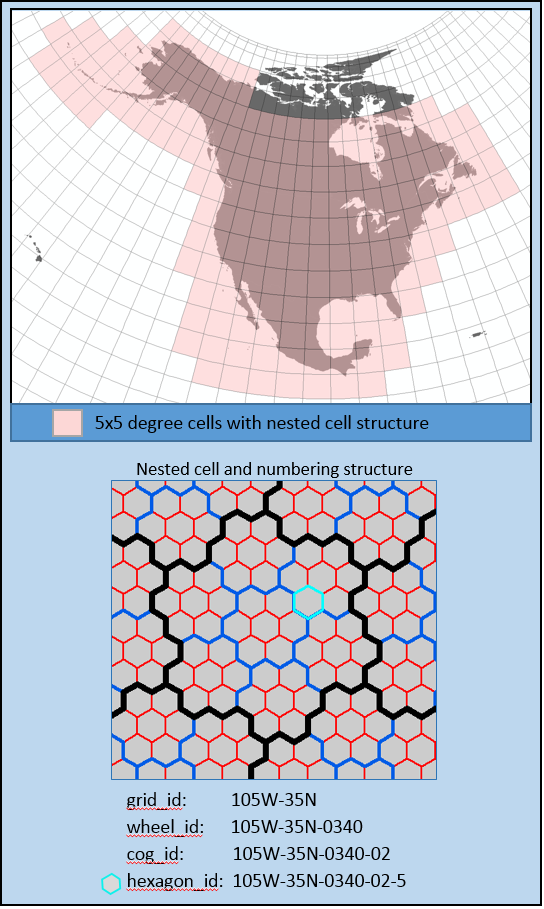 5x5 degree cells with nested cell structure
Nested cell and numbering structure
grid_id: 105W-35N
wheel_id: 105W-35N-0340
cog_id: 105W-35N-0340-02
hexagon_id: 105W-35N-0340-02-5